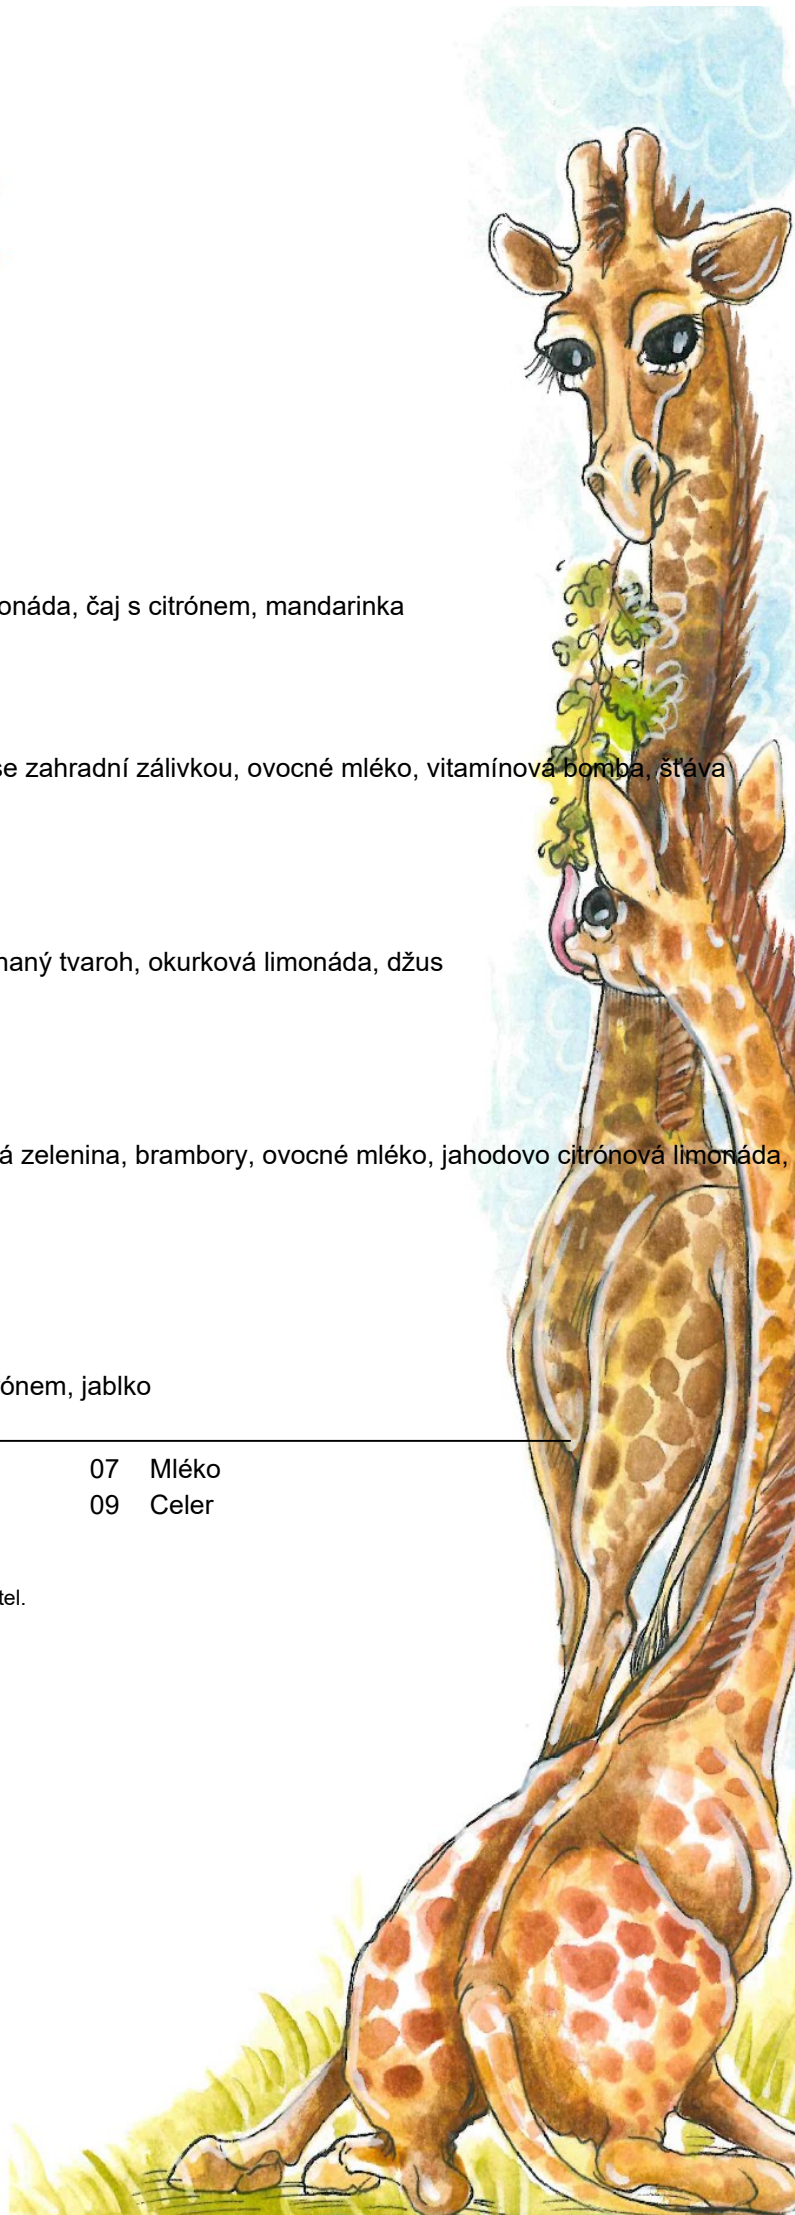 onáda, čaj s citrónem, mandarinka
se zahradní zálivkou, ovocné mléko, vitamínová bomba, šťáva
naný tvaroh, okurková limonáda, džus
á zelenina, brambory, ovocné mléko, jahodovo citrónová limonáda,
ónem, jablko
07 Mléko
09 Celer
tel.